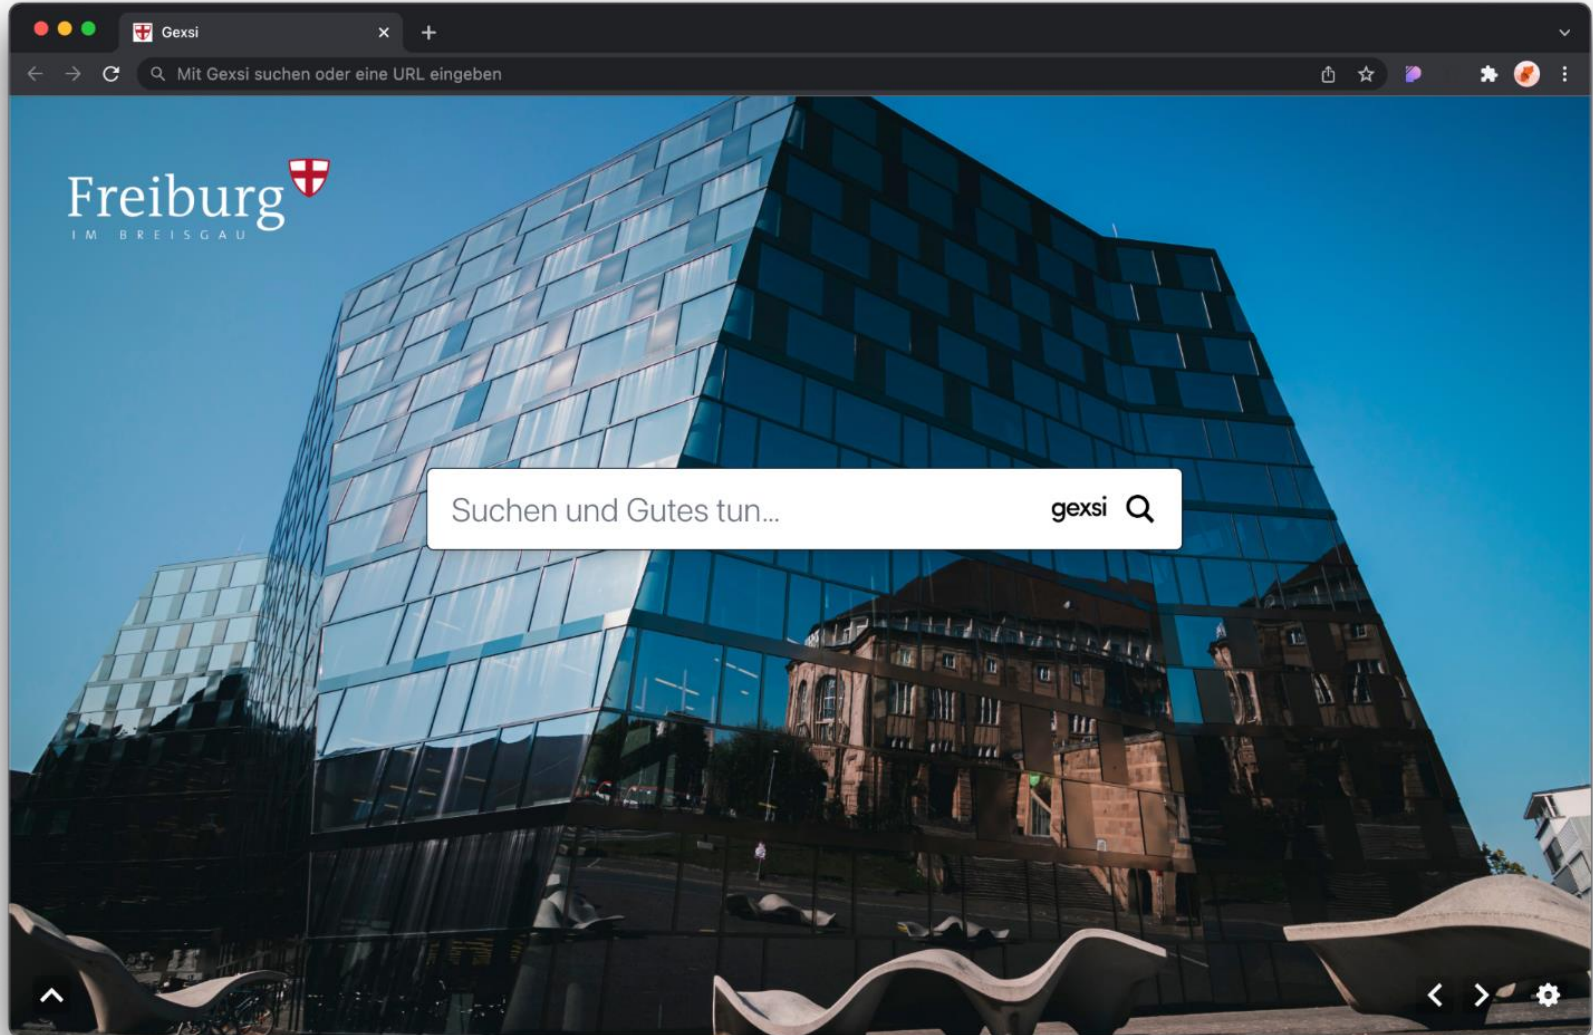 Gexsi
Mit Gexsi suchen oder eine URL eingeben
Freiburg
IM BREISGAU
Suchen und Gutes tun... gexsi